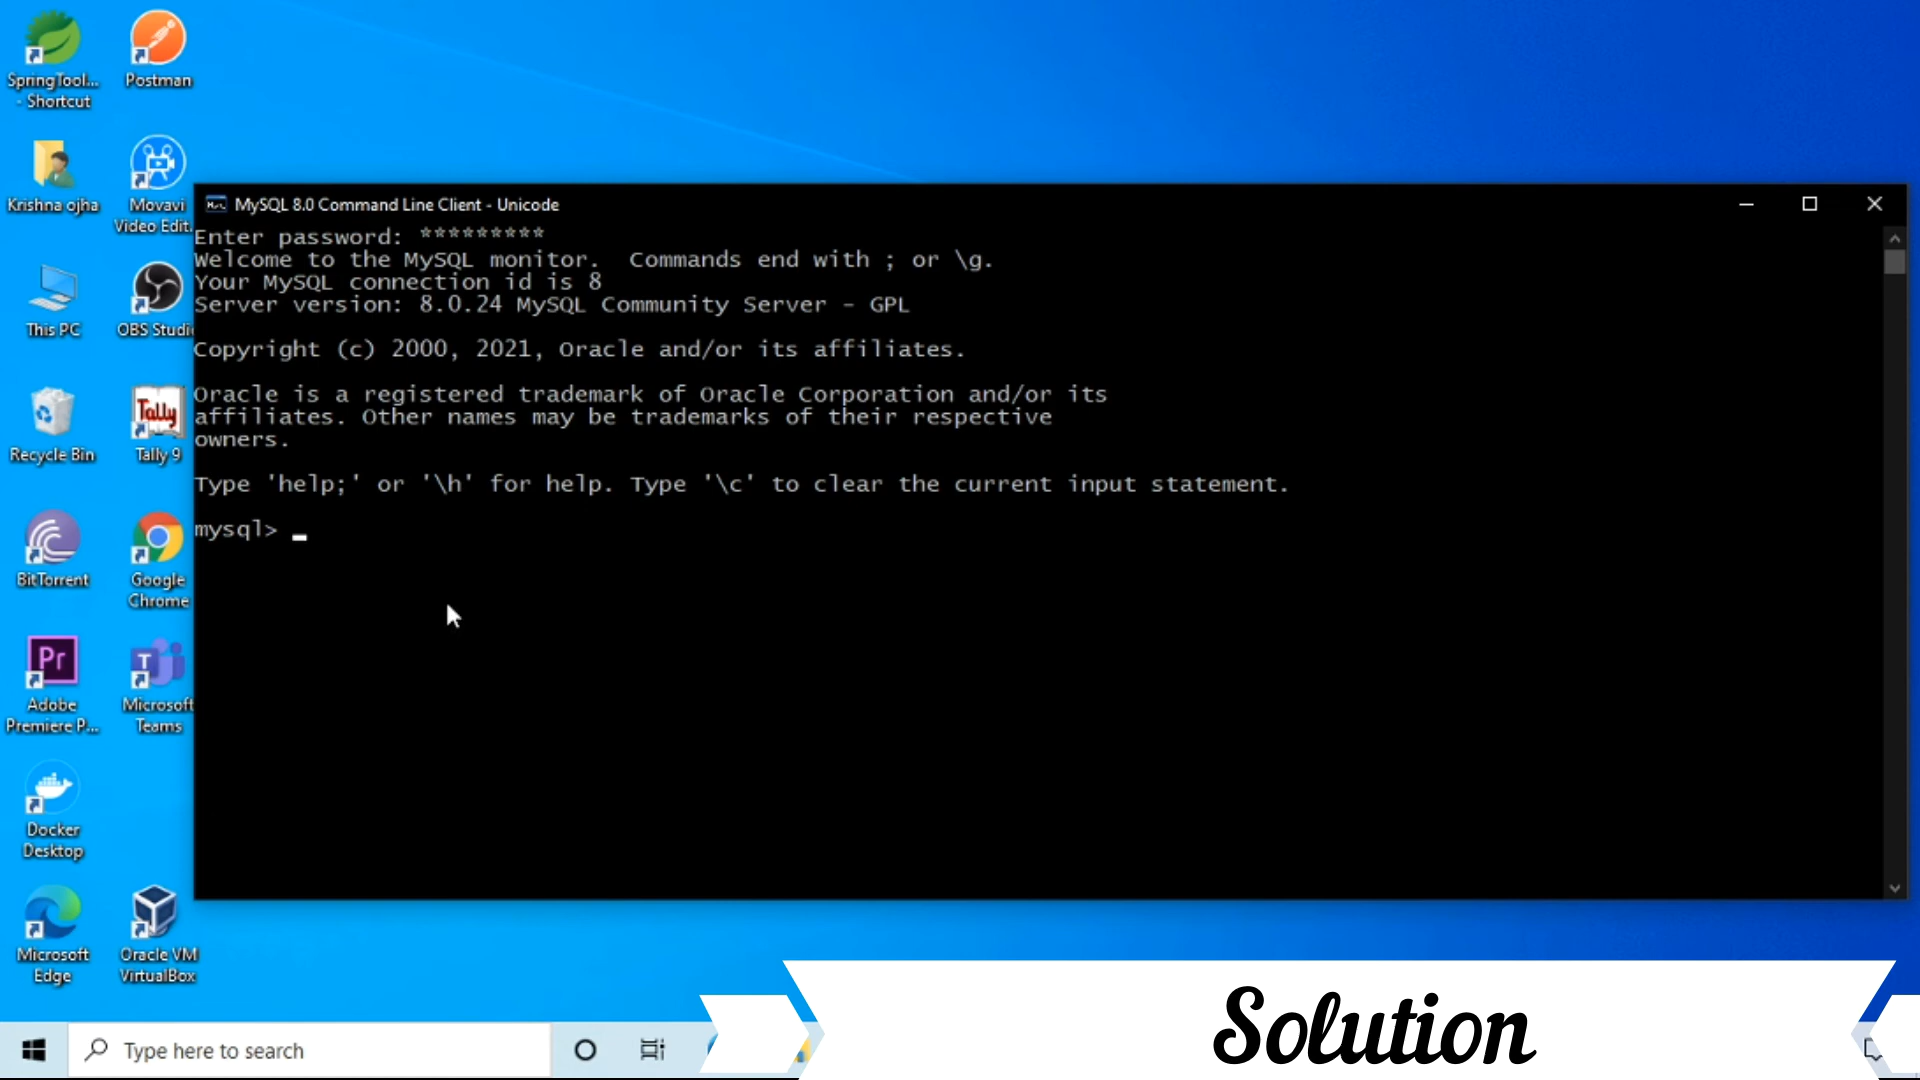 SpringTool...
- Shortcut
Postman
Krishna ojha
Movavi
Video Edit.
This PC
OBS Studi
Recycle Bin
Tally
Tally 9
BitTorrent
Google
Chrome
Pr
Adobe
Premiere P...
T
Microsoft
Teams
Docker
Desktop
Microsoft
Edge
Oracle VM
VirtualBox
MySQL 8.0 Command Line Client - Unicode
Enter password: *********
Welcome to the MySQL monitor.  Commands end with ; or \g.
Your MySQL connection id is 8
Server version: 8.0.24 MySQL Community Server - GPL
Copyright (c) 2000, 2021, Oracle and/or its affiliates.
Oracle is a registered trademark of Oracle Corporation and/or its
affiliates. Other names may be trademarks of their respective
owners.
Type 'help;' or '\h' for help. Type '\c' to clear the current input statement.
mysql> _
Type here to search
Solution